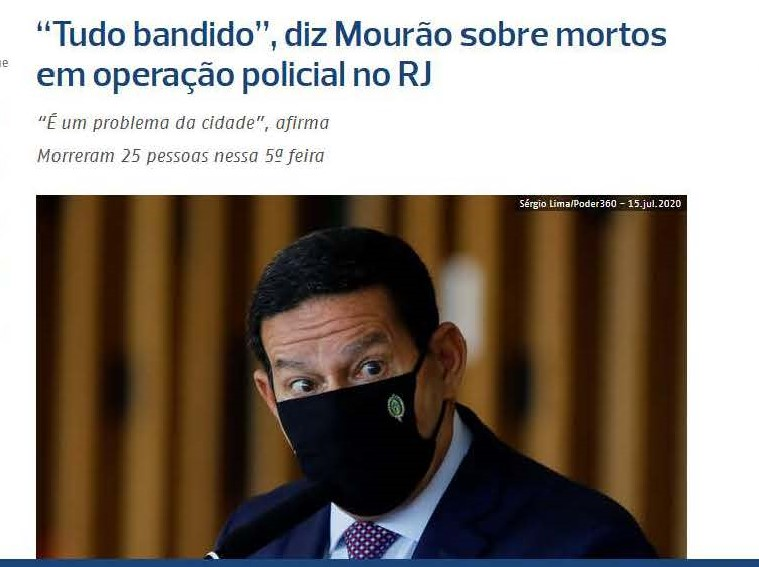 “Tudo bandido”, diz Mourão sobre mortos
em operação policial no RJ
“É um problema da cidade”, afirma
Morreram 25 pessoas nessa 5ª feira
Sérgio Lima/Poder360 – 15.jul.2020